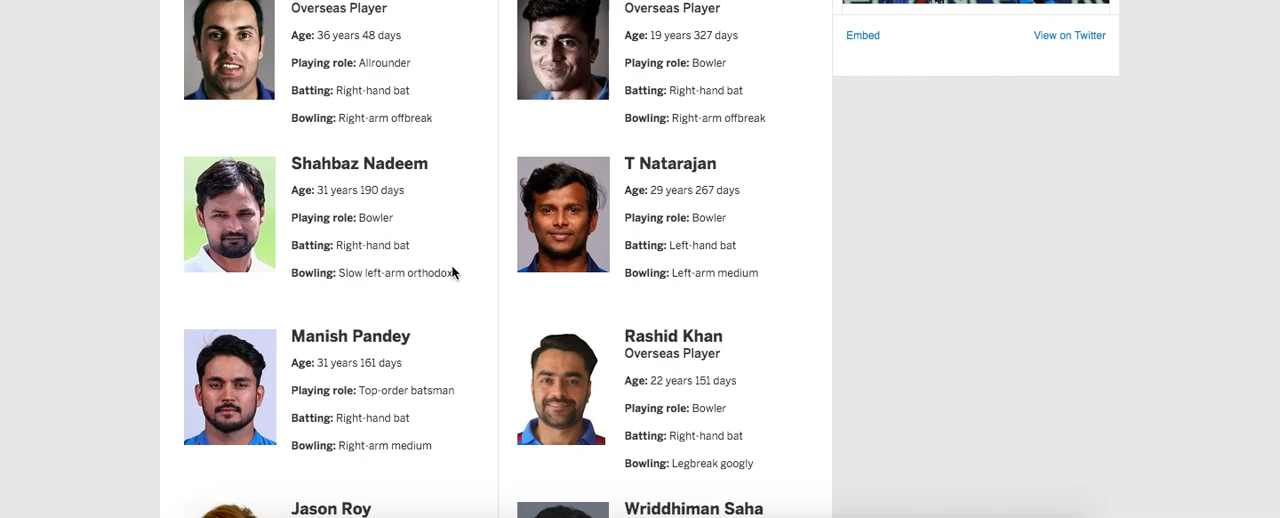 Overseas Player
Age: 36 years 48 days
Playing role: Allrounder
Batting: Right-hand bat
Bowling: Right-arm offbreak
Overseas Player
Age: 19 years 327 days
Playing role: Bowler
Batting: Right-hand bat
Bowling: Right-arm offbreak
Embed
View on Twitter
Shahbaz Nadeem
Age: 31 years 190 days
Playing role: Bowler
Batting: Right-hand bat
Bowling: Slow left-arm orthodox
T Natarajan
Age: 29 years 267 days
Playing role: Bowler
Batting: Left-hand bat
Bowling: Left-arm medium
Manish Pandey
Age: 31 years 161 days
Playing role: Top-order batsman
Batting: Right-hand bat
Bowling: Right-arm medium
Rashid Khan
Overseas Player
Age: 22 years 151 days
Playing role: Bowler
Batting: Right-hand bat
Bowling: Legbreak googly
Jason Roy
Wriddhiman Saha